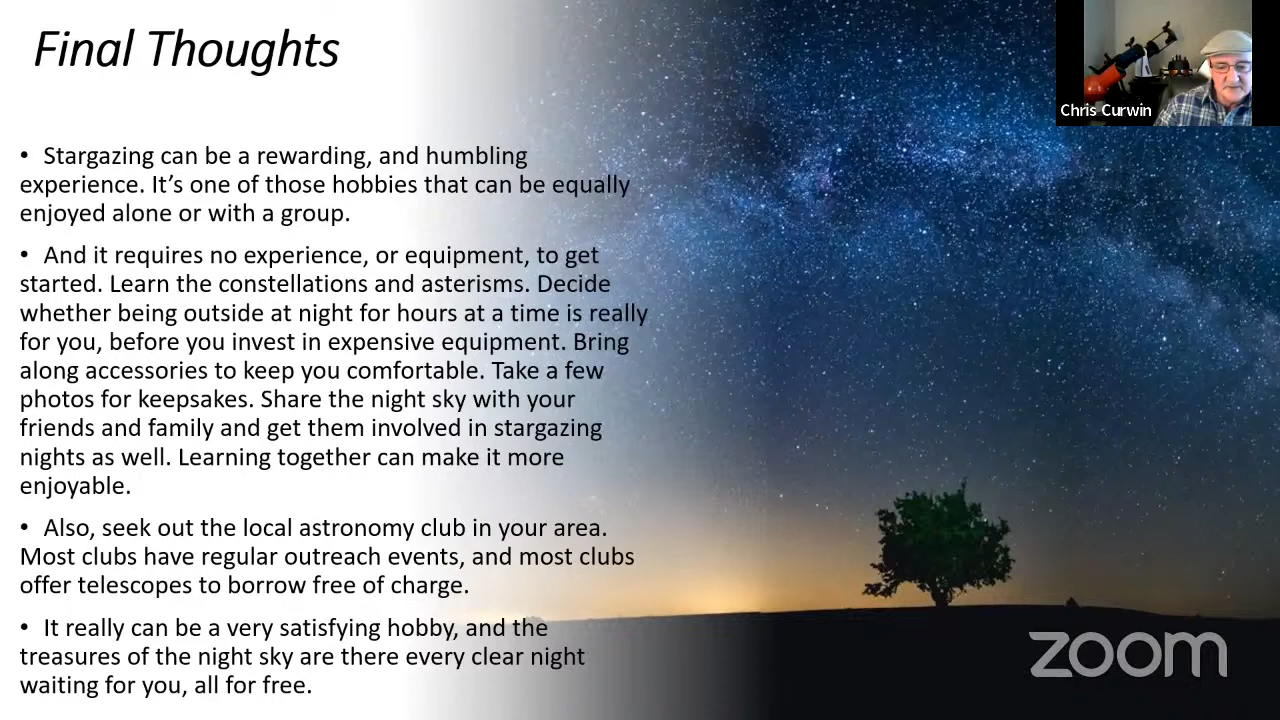 Final Thoughts
Chris Curwin
• Stargazing can be a rewarding, and humbling
experience. It’s one of those hobbies that can be equally
enjoyed alone or with a group.
• And it requires no experience, or equipment, to get
started. Learn the constellations and asterisms. Decide
whether being outside at night for hours at a time is really
for you, before you invest in expensive equipment. Bring
along accessories to keep you comfortable. Take a few
photos for keepsakes. Share the night sky with your
friends and family and get them involved in stargazing
nights as well. Learning together can make it more
enjoyable.
• Also, seek out the local astronomy club in your area.
Most clubs have regular outreach events, and most clubs
offer telescopes to borrow free of charge.
• It really can be a very satisfying hobby, and the
treasures of the night sky are there every clear night
waiting for you, all for free.
zoom